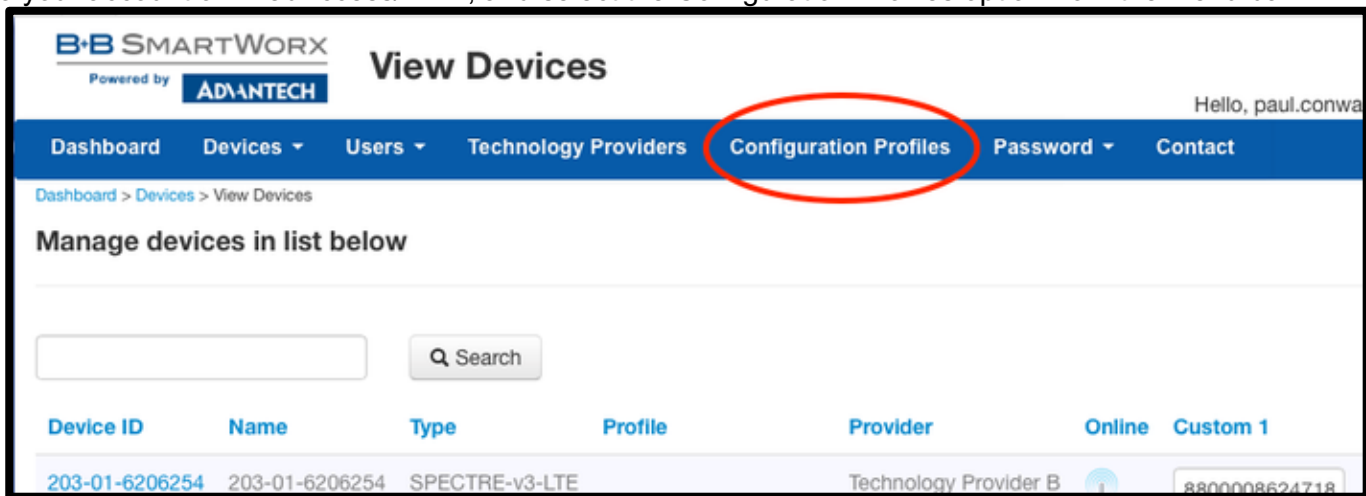 B+B SMARTWORX
Powered by ADVANTECH
View Devices
Hello, paul.conwa
Dashboard Devices Users Technology Providers Configuration Profiles Password Contact
Dashboard > Devices > View Devices
Manage devices in list below
Search
Device ID Name Type Profile Provider Online Custom 1
203-01-6206254 203-01-6206254 SPECTRE-v3-LTE Technology Provider B 8800008624718